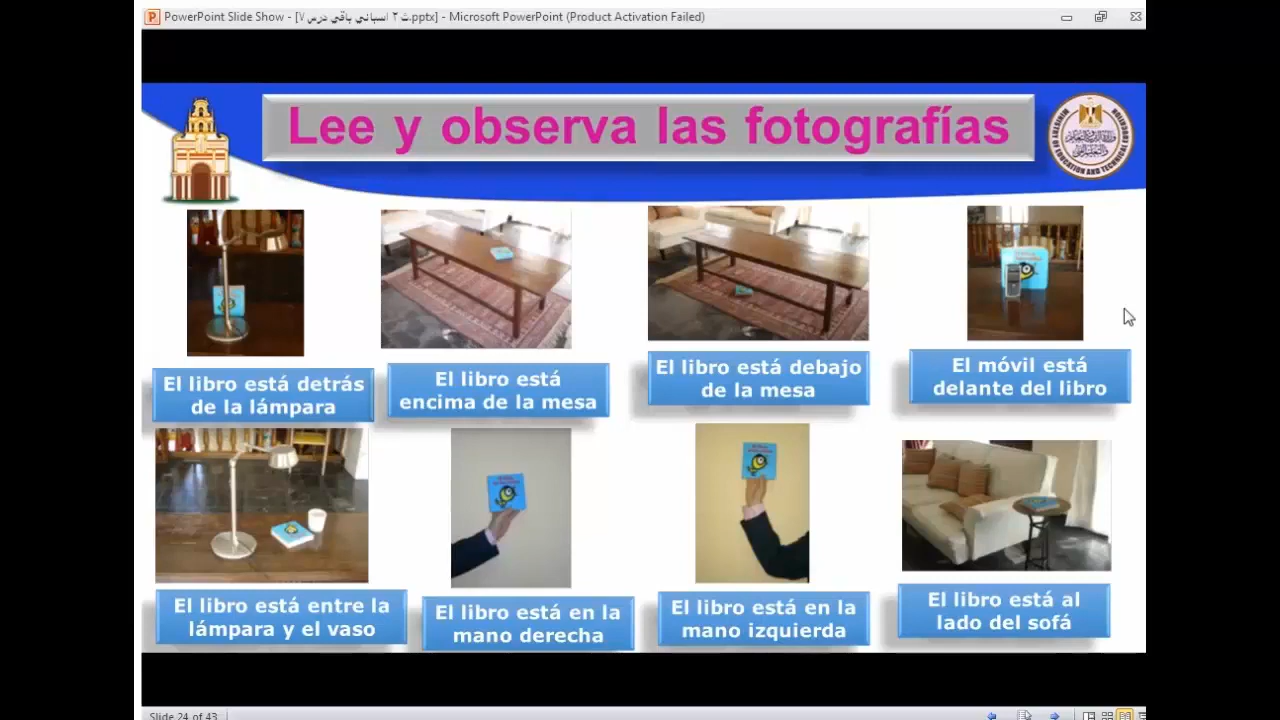 PowerPoint Slide Show - [ت ٢ اسباني باقي درس ٧.pptx] - Microsoft PowerPoint (Product Activation Failed)
Lee y observa las fotografías
El libro está detrás
de la lámpara
El libro está
encima de la mesa
El libro está debajo
de la mesa
El móvil está
delante del libro
El libro está entre la
lámpara y el vaso
El libro está en la
mano derecha
El libro está en la
mano izquierda
El libro está al
lado del sofá
Slide 24 of 43